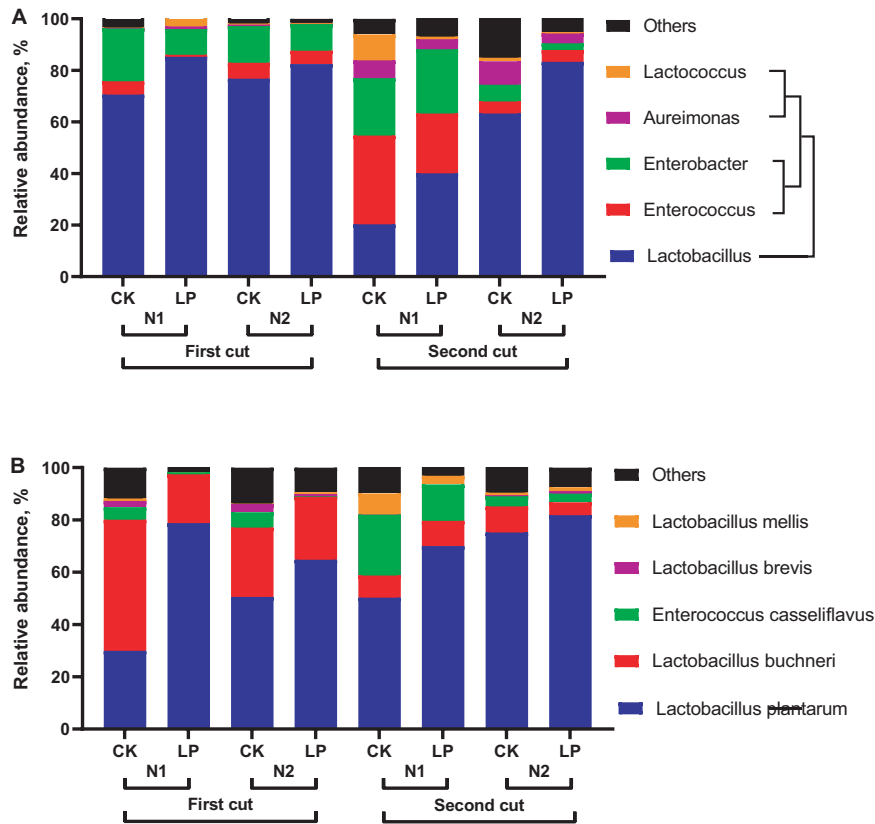 A
Relative abundance, %
100
80
60
40
20
0
Others
Lactococcus
Aureimonas
Enterobacter
Enterococcus
Lactobacillus
CK LP CK LP CK LP CK LP
N1 N2 N1 N2
First cut Second cut
B
Relative abundance, %
100
80
60
40
20
0
Others
Lactobacillus mellis
Lactobacillus brevis
Enterococcus casseliflavus
Lactobacillus buchneri
Lactobacillus plantarum
CK LP CK LP CK LP CK LP
N1 N2 N1 N2
First cut Second cut